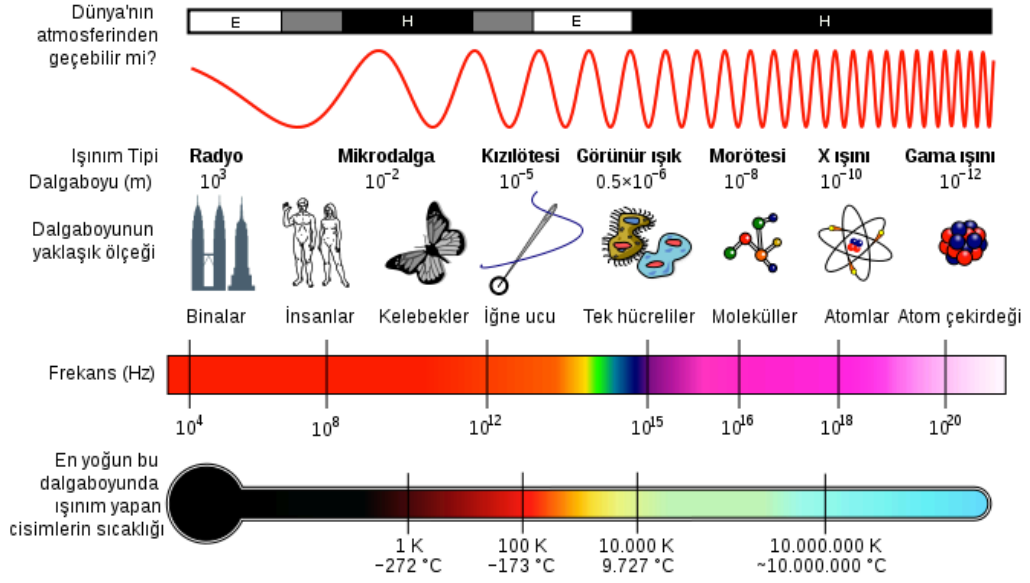 Dünya'nın
atmosferinden
geçebilir mi?
E H E H
Işınım Tipi Radyo Mikrodalga Kızılötesi Görünür ışık Morötesi X ışını Gama ışını
Dalgaboyu (m) 10³ 10⁻² 10⁻⁵ 0.5×10⁻⁶ 10⁻⁸ 10⁻¹⁰ 10⁻¹²
Dalgaboyunun
yaklaşık ölçeği
Binalar İnsanlar Kelebekler İğne ucu Tek hücreliler Moleküller Atomlar Atom çekirdeği
Frekans (Hz)
10⁴ 10⁸ 10¹² 10¹⁵ 10¹⁶ 10¹⁸ 10²⁰
En yoğun bu
dalgaboyunda
ışınım yapan
cisimlerin sıcaklığı
1 K 100 K 10.000 K 10.000.000 K
−272 °C −173 °C 9.727 °C ~10.000.000 °C